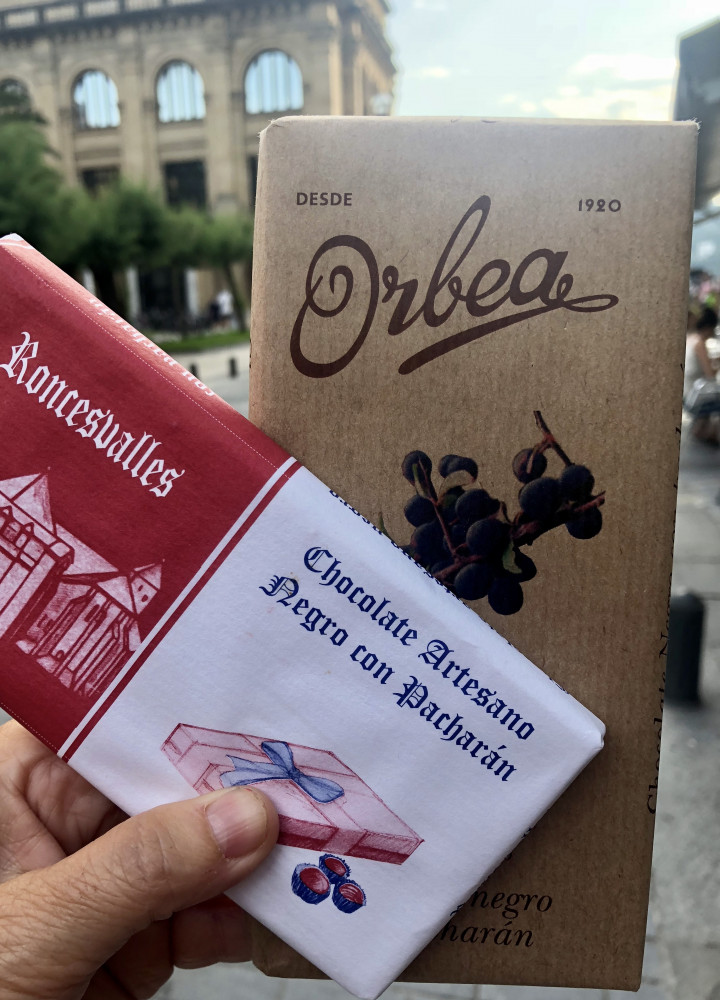 DESDE 1920
Orbea
Roncesvalles
Chocolate Artesano
Negro con Pacharán
negro
harán